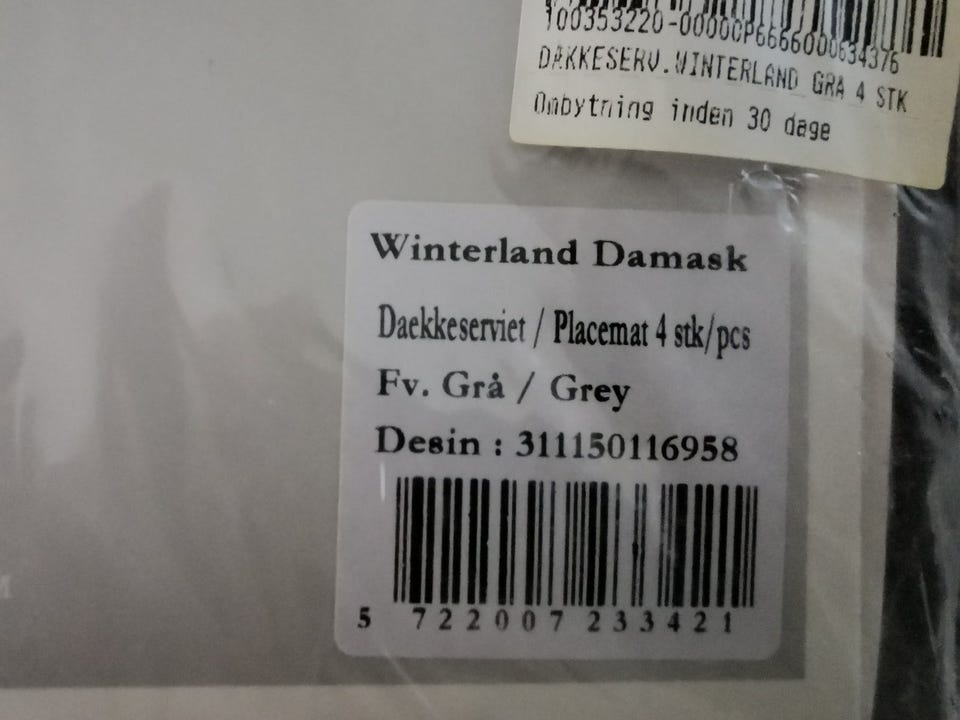 100353220-00000P6666000634376
DAKKESERV.WINTERLAND GRA 4 STK
Ombytning inden 30 dage
Winterland Damask
Daekkeserviet / Placemat 4 stk/pcs
Fv. Grå / Grey
Desin : 311150116958
5 722007 233421